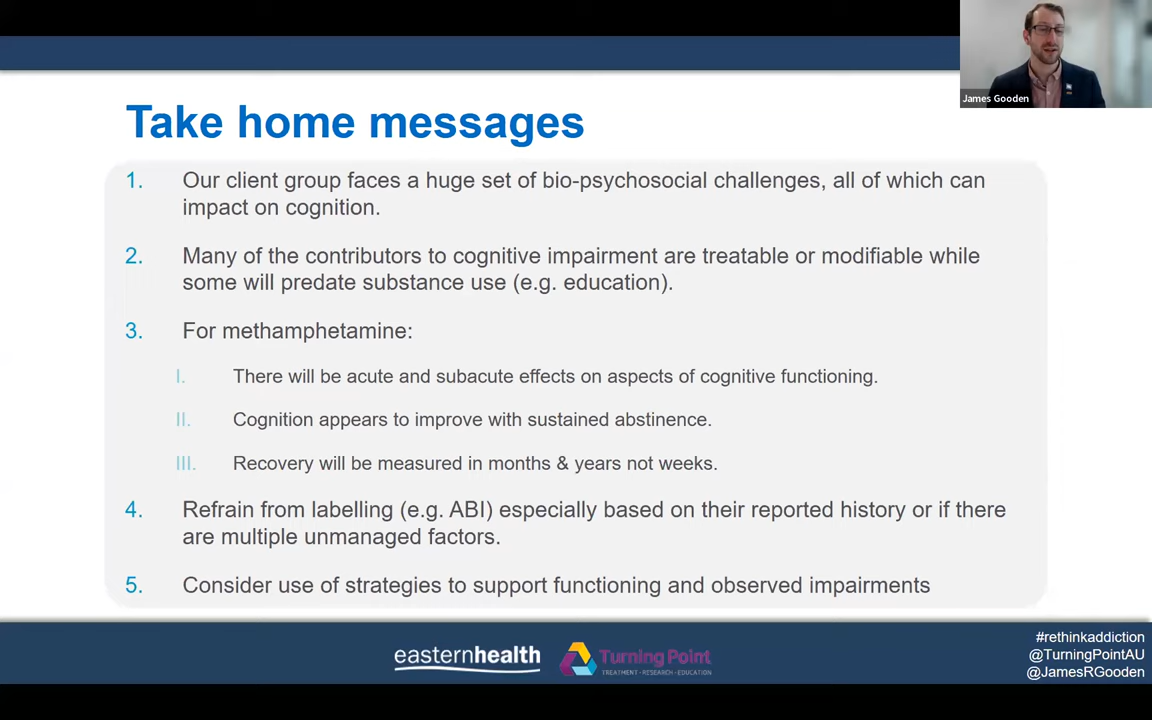 James Gooden
Take home messages
1. Our client group faces a huge set of bio-psychosocial challenges, all of which can
impact on cognition.
2. Many of the contributors to cognitive impairment are treatable or modifiable while
some will predate substance use (e.g. education).
3. For methamphetamine:
I. There will be acute and subacute effects on aspects of cognitive functioning.
II. Cognition appears to improve with sustained abstinence.
III. Recovery will be measured in months & years not weeks.
4. Refrain from labelling (e.g. ABI) especially based on their reported history or if there
are multiple unmanaged factors.
5. Consider use of strategies to support functioning and observed impairments
easternhealth
Turning Point
TREATMENT • RESEARCH • EDUCATION
#rethinkaddiction
@TurningPointAU
@JamesRGooden